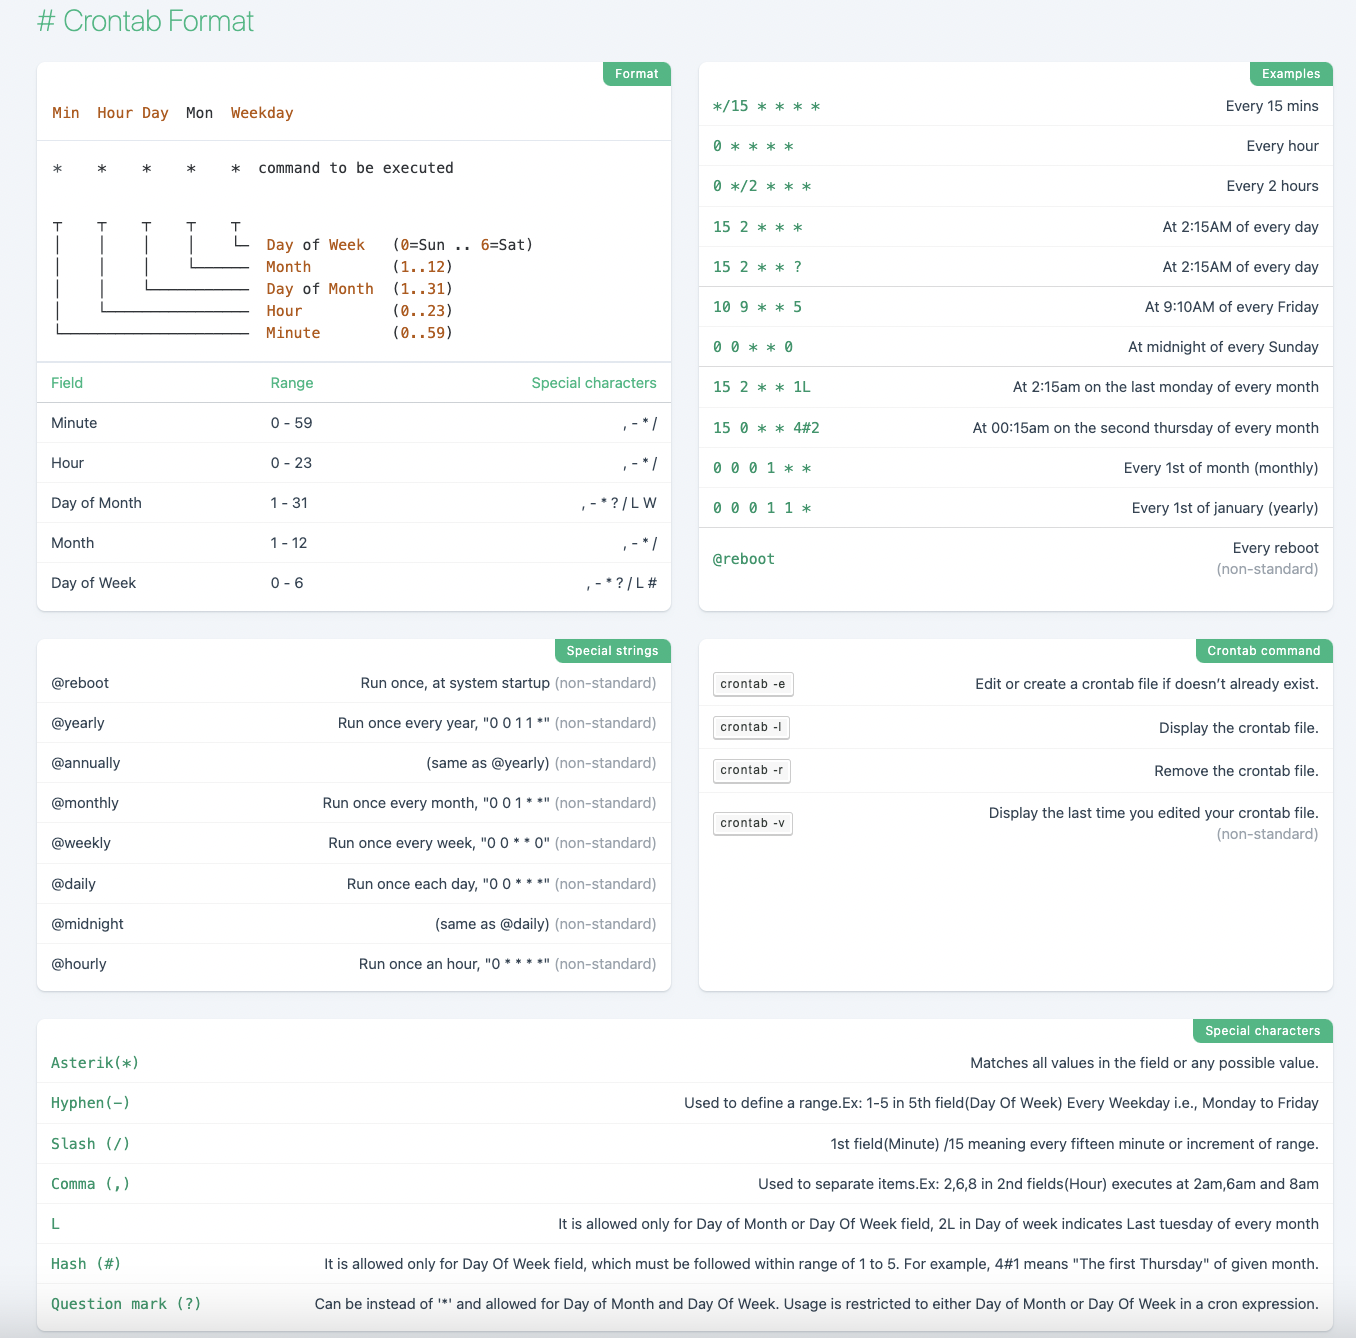 # Crontab Format
Format
Min  Hour Day  Mon  Weekday
*    *    *    *    *  command to be executed
┬    ┬    ┬    ┬    ┬
│    │    │    │    └─  Day of Week   (0=Sun .. 6=Sat)
│    │    │    └──────  Month         (1..12)
│    │    └───────────  Day of Month  (1..31)
│    └────────────────  Hour          (0..23)
└─────────────────────  Minute        (0..59)
Field Range Special characters
Minute 0 - 59 , - * /
Hour 0 - 23 , - * /
Day of Month 1 - 31 , - * ? / L W
Month 1 - 12 , - * /
Day of Week 0 - 6 , - * ? / L #
Examples
*/15 * * * * Every 15 mins
0 * * * * Every hour
0 */2 * * * Every 2 hours
15 2 * * * At 2:15AM of every day
15 2 * * ? At 2:15AM of every day
10 9 * * 5 At 9:10AM of every Friday
0 0 * * 0 At midnight of every Sunday
15 2 * * 1L At 2:15am on the last monday of every month
15 0 * * 4#2 At 00:15am on the second thursday of every month
0 0 0 1 * * Every 1st of month (monthly)
0 0 0 1 1 * Every 1st of january (yearly)
@reboot Every reboot
(non-standard)
Special strings
@reboot Run once, at system startup (non-standard)
@yearly Run once every year, "0 0 1 1 *" (non-standard)
@annually (same as @yearly) (non-standard)
@monthly Run once every month, "0 0 1 * *" (non-standard)
@weekly Run once every week, "0 0 * * 0" (non-standard)
@daily Run once each day, "0 0 * * *" (non-standard)
@midnight (same as @daily) (non-standard)
@hourly Run once an hour, "0 * * * *" (non-standard)
Crontab command
crontab -e Edit or create a crontab file if doesn’t already exist.
crontab -l Display the crontab file.
crontab -r Remove the crontab file.
crontab -v Display the last time you edited your crontab file.
(non-standard)
Special characters
Asterik(*) Matches all values in the field or any possible value.
Hyphen(-) Used to define a range.Ex: 1-5 in 5th field(Day Of Week) Every Weekday i.e., Monday to Friday
Slash (/) 1st field(Minute) /15 meaning every fifteen minute or increment of range.
Comma (,) Used to separate items.Ex: 2,6,8 in 2nd fields(Hour) executes at 2am,6am and 8am
L It is allowed only for Day of Month or Day Of Week field, 2L in Day of week indicates Last tuesday of every month
Hash (#) It is allowed only for Day Of Week field, which must be followed within range of 1 to 5. For example, 4#1 means "The first Thursday" of given month.
Question mark (?) Can be instead of '*' and allowed for Day of Month and Day Of Week. Usage is restricted to either Day of Month or Day Of Week in a cron expression.